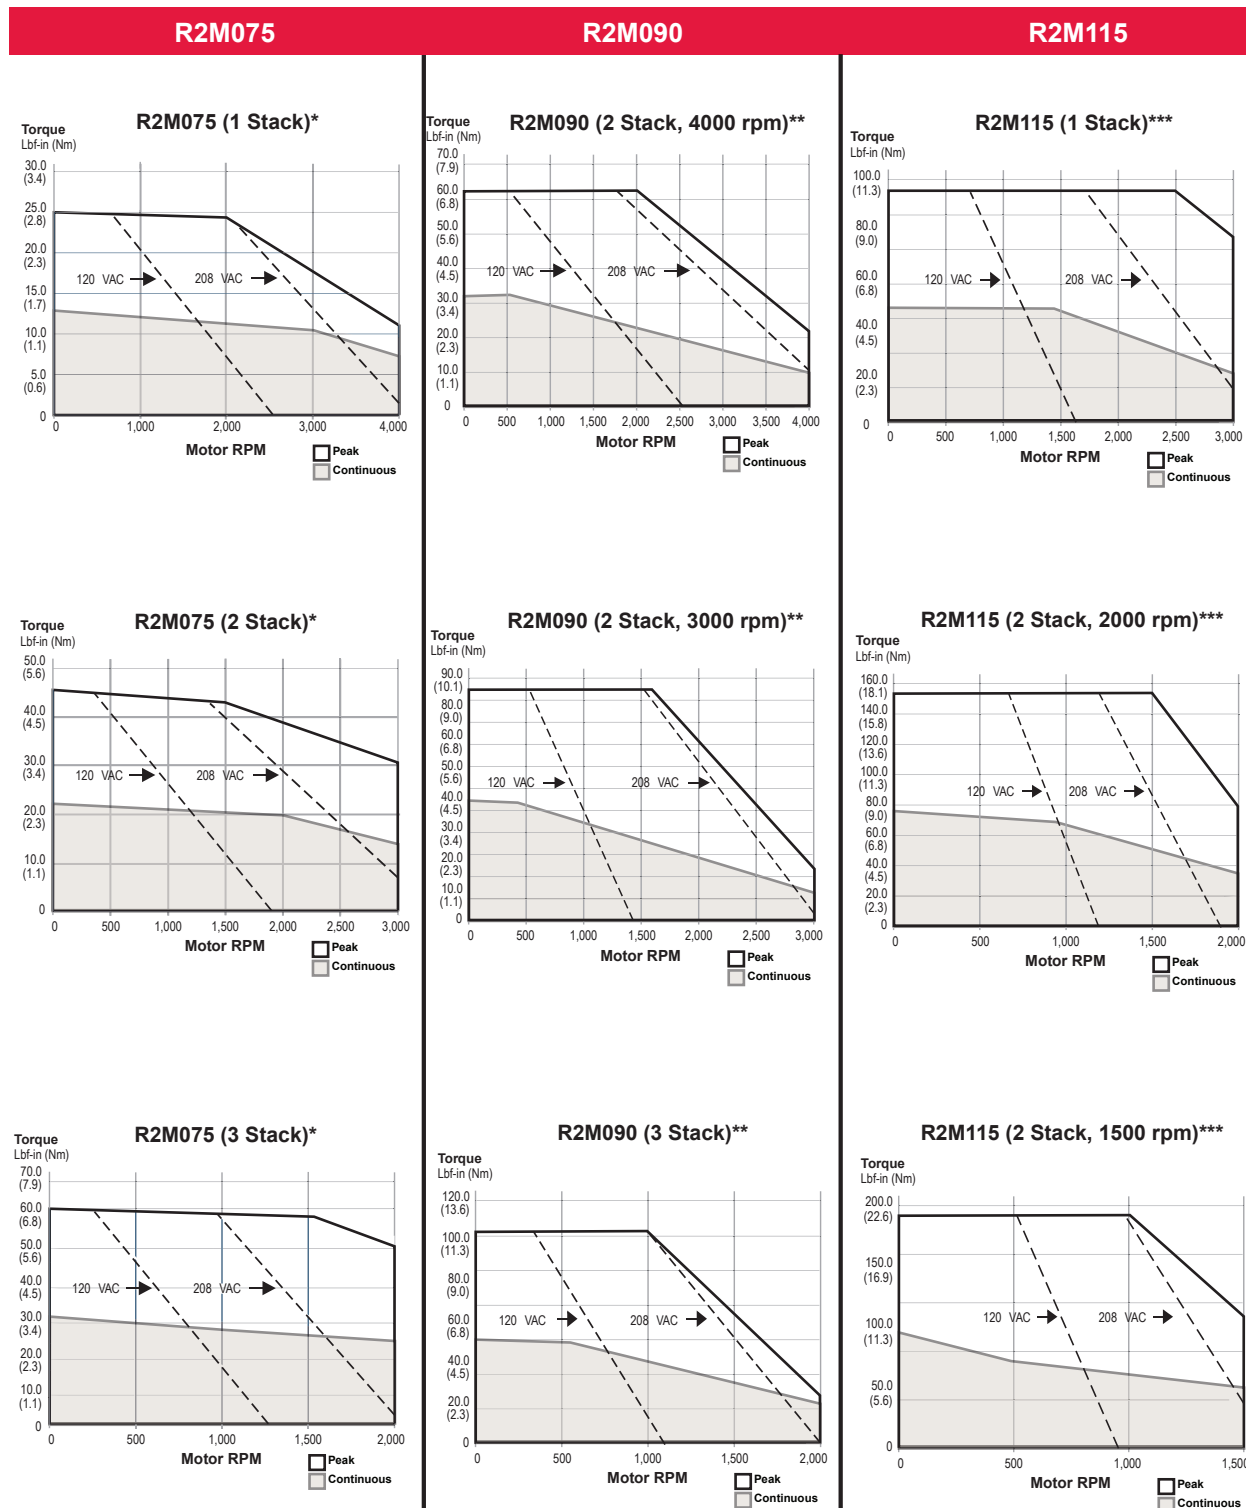 R2M075 R2M090 R2M115
R2M075 (1 Stack)*
Torque
Lbf-in (Nm)
30.0
(3.4)
25.0
(2.8)
20.0
(2.3)
15.0
(1.7)
10.0
(1.1)
5.0
(0.6)
0
120 VAC 208 VAC
0 1,000 2,000 3,000 4,000
Motor RPM
Peak
Continuous
R2M090 (2 Stack, 4000 rpm)**
Torque
Lbf-in (Nm)
70.0
(7.9)
60.0
(6.8)
50.0
(5.6)
40.0
(4.5)
30.0
(3.4)
20.0
(2.3)
10.0
(1.1)
0
120 VAC 208 VAC
0 500 1,000 1,500 2,000 2,500 3,000 3,500 4,000
Motor RPM
Peak
Continuous
R2M115 (1 Stack)***
Torque
Lbf-in (Nm)
100.0
(11.3)
80.0
(9.0)
60.0
(6.8)
40.0
(4.5)
20.0
(2.3)
0
120 VAC 208 VAC
0 500 1,000 1,500 2,000 2,500 3,000
Motor RPM
Peak
Continuous
R2M075 (2 Stack)*
Torque
Lbf-in (Nm)
50.0
(5.6)
40.0
(4.5)
30.0
(3.4)
20.0
(2.3)
10.0
(1.1)
0
120 VAC 208 VAC
0 500 1,000 1,500 2,000 2,500 3,000
Motor RPM
Peak
Continuous
R2M090 (2 Stack, 3000 rpm)**
Torque
Lbf-in (Nm)
90.0
(10.1)
80.0
(9.0)
60.0
(6.8)
50.0
(5.6)
40.0
(4.5)
30.0
(3.4)
20.0
(2.3)
10.0
(1.1)
0
120 VAC 208 VAC
0 500 1,000 1,500 2,000 2,500 3,000
Motor RPM
Peak
Continuous
R2M115 (2 Stack, 2000 rpm)***
Torque
Lbf-in (Nm)
160.0
(18.1)
140.0
(15.8)
120.0
(13.6)
100.0
(11.3)
80.0
(9.0)
60.0
(6.8)
40.0
(4.5)
20.0
(2.3)
0
120 VAC 208 VAC
0 500 1,000 1,500 2,000
Motor RPM
Peak
Continuous
R2M075 (3 Stack)*
Torque
Lbf-in (Nm)
70.0
(7.9)
60.0
(6.8)
50.0
(5.6)
40.0
(4.5)
30.0
(3.4)
20.0
(2.3)
10.0
(1.1)
0
120 VAC 208 VAC
0 500 1,000 1,500 2,000
Motor RPM
Peak
Continuous
R2M090 (3 Stack)**
Torque
Lbf-in (Nm)
120.0
(13.6)
100.0
(11.3)
80.0
(9.0)
60.0
(6.8)
40.0
(4.5)
20.0
(2.3)
0
120 VAC 208 VAC
0 500 1,000 1,500 2,000
Motor RPM
Peak
Continuous
R2M115 (2 Stack, 1500 rpm)***
Torque
Lbf-in (Nm)
200.0
(22.6)
150.0
(16.9)
100.0
(11.3)
50.0
(5.6)
0
120 VAC 208 VAC
0 500 1,000 1,500
Motor RPM
Peak
Continuous